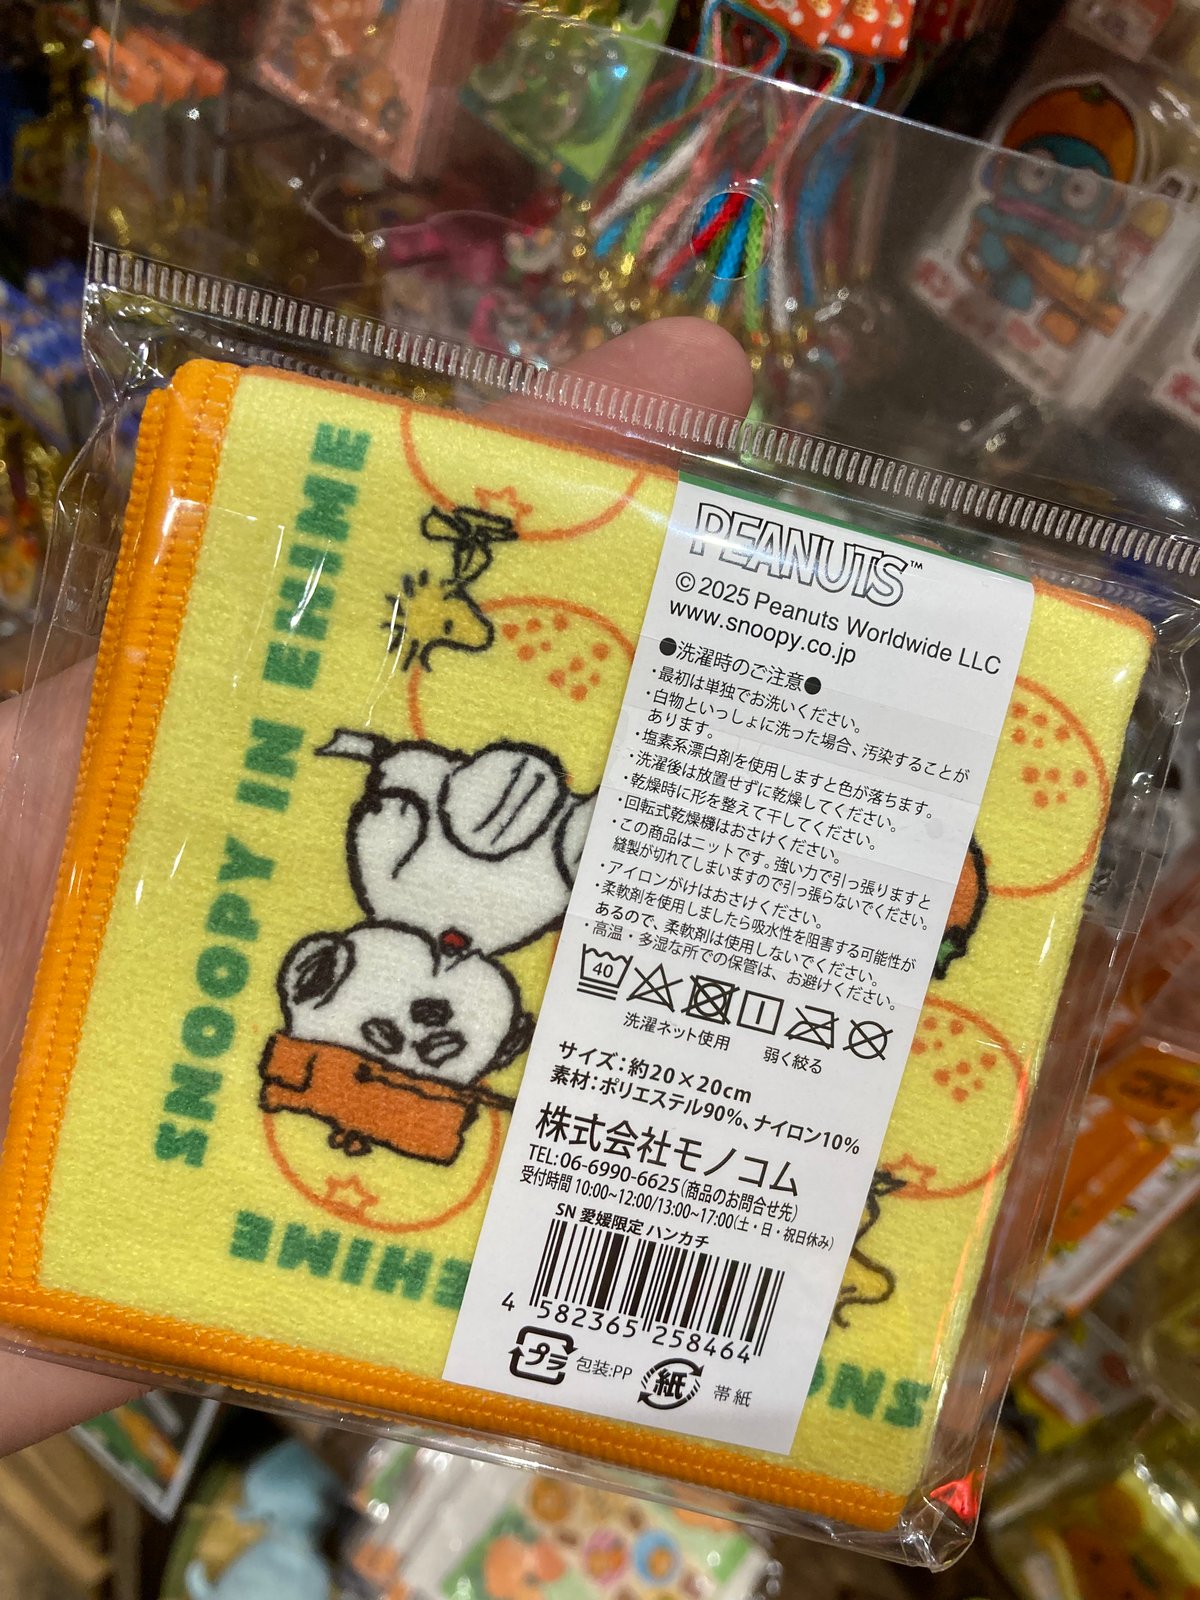 SNOOPY IN EHIME
EHIME
SNO
PEANUTS™
© 2025 Peanuts Worldwide LLC
www.snoopy.co.jp
●洗濯時のご注意●
・最初は単独でお洗いください。
・白物といっしょに洗った場合、汚染することが
あります。
・塩素系漂白剤を使用しますと色が落ちます。
・洗濯後は放置せずに乾燥してください。
・乾燥時に形を整えて干してください。
・回転式乾燥機はおさけください。
・この商品はニットです。強い力で引っ張りますと
縫製が切れてしまいますので引っ張らないでください。
・アイロンがけはおさけください。
・柔軟剤を使用しましたら吸水性を阻害する可能性が
あるので、柔軟剤は使用しないでください。
・高温・多湿な所での保管は、お避けください。
40
洗濯ネット使用 弱く絞る
サイズ：約20×20cm
素材：ポリエステル90%、ナイロン10%
株式会社モノコム
TEL：06-6990-6625（商品のお問合せ先）
受付時間 10:00~12:00/13:00~17:00（土・日・祝日休み）
SN 愛媛限定 ハンカチ
4 582365 258464
プラ 包装:PP 紙 帯紙